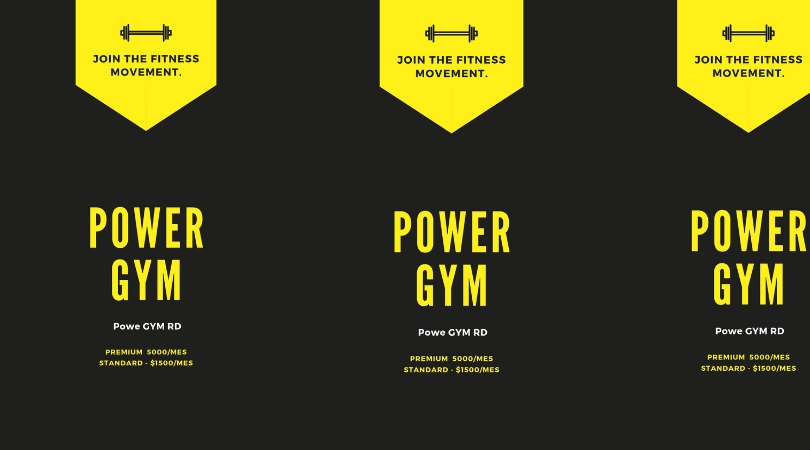 JOIN THE FITNESS
MOVEMENT.
POWER
GYM
Powe GYM RD
PREMIUM 5000/MES
STANDARD - $1500/MES
JOIN THE FITNESS
MOVEMENT.
POWER
GYM
Powe GYM RD
PREMIUM 5000/MES
STANDARD - $1500/MES
JOIN THE FITNESS
MOVEMENT.
POWER
GYM
Powe GYM RD
PREMIUM 5000/MES
STANDARD - $1500/MES